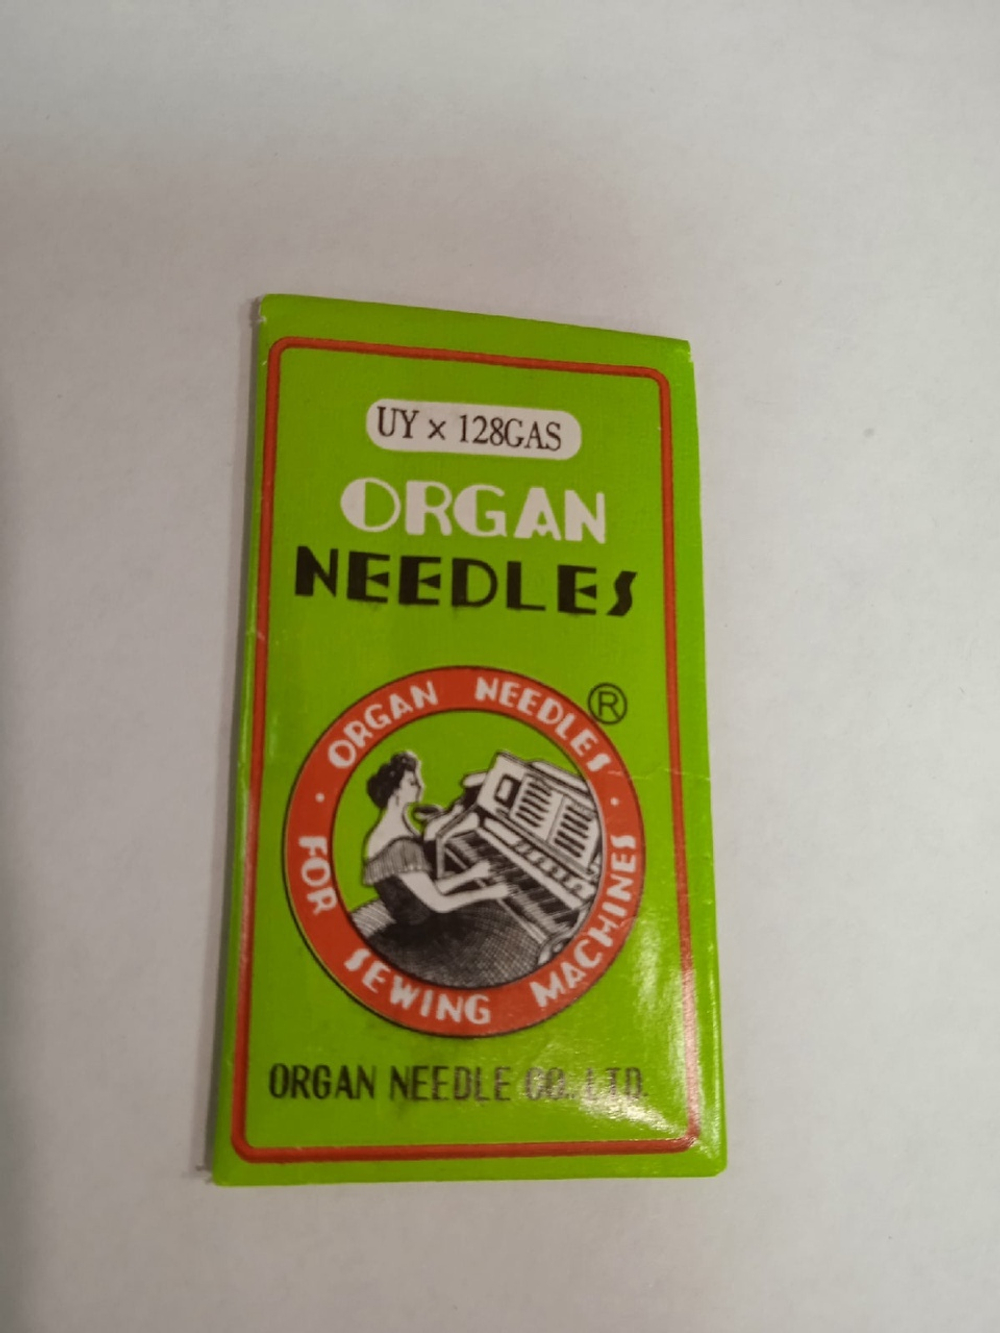 UY × 128GAS
ORGAN
NEEDLES
ORGAN NEEDLES ®
· FOR SEWING MACHINES ·
ORGAN NEEDLE CO., LTD.